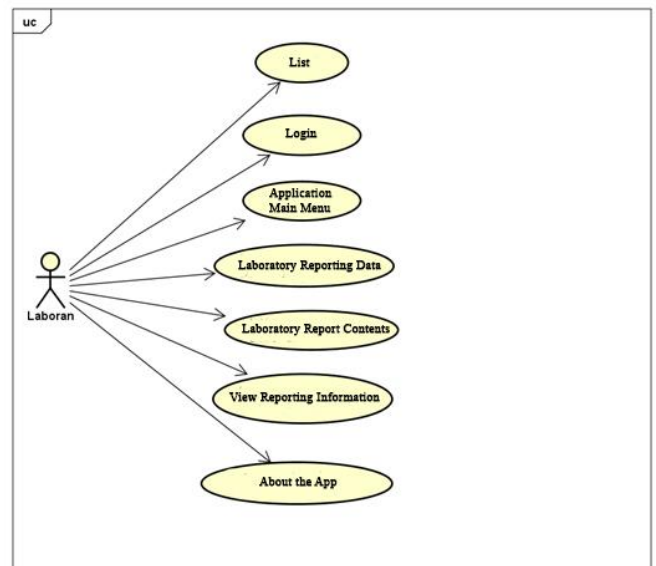 uc
List
Login
Application
Main Menu
Laboratory Reporting Data
Laboran
Laboratory Report Contents
View Reporting Information
About the App